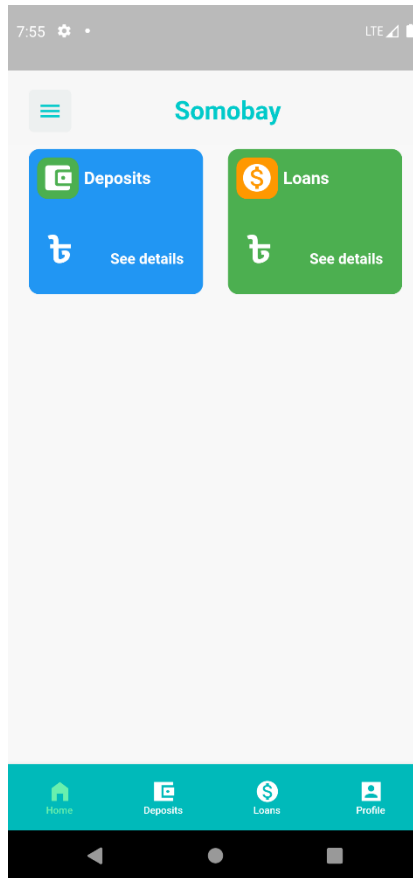 7:55
LTE
Somobay
Deposits
Loans
৳
See details
৳
See details
Home
Deposits
Loans
Profile